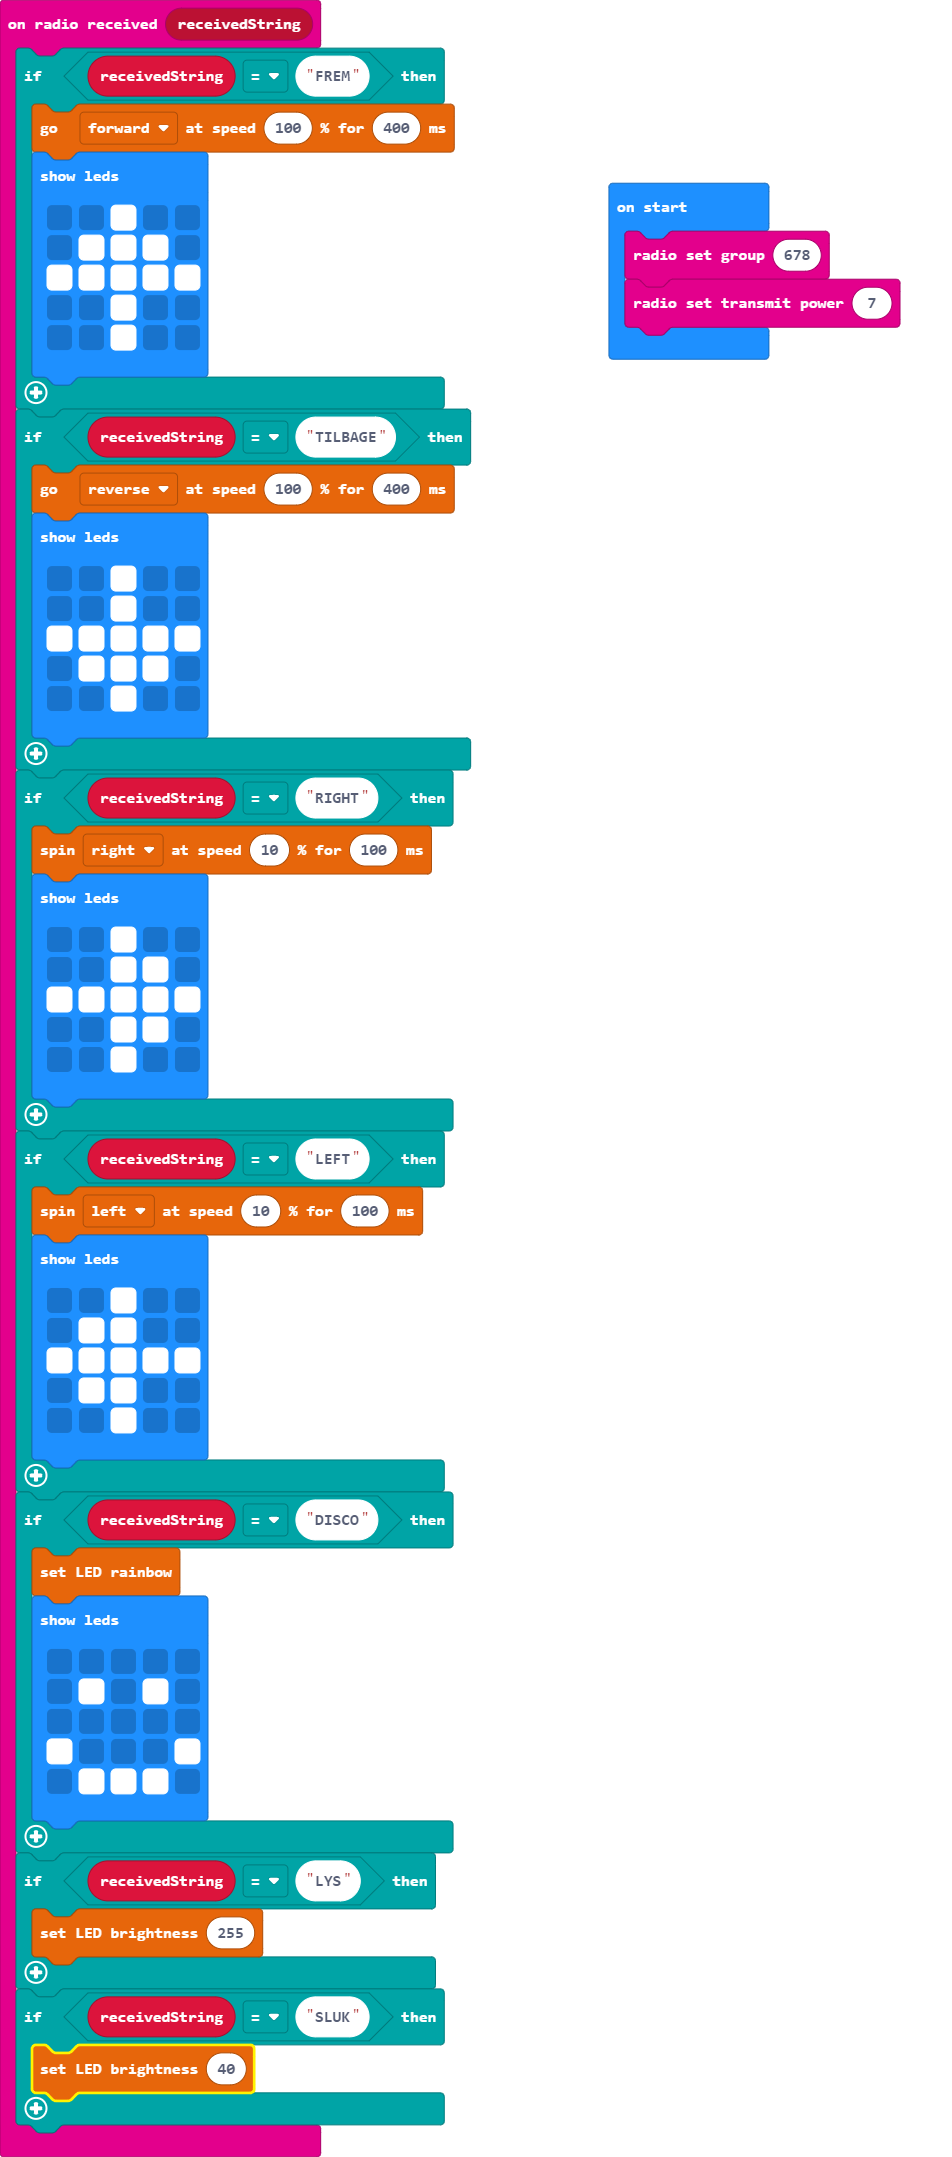 on radio received receivedString
if receivedString = "FREM" then
go forward at speed 100 % for 400 ms
show leds
on start
radio set group 678
radio set transmit power 7
if receivedString = "TILBAGE" then
go reverse at speed 100 % for 400 ms
show leds
if receivedString = "RIGHT" then
spin right at speed 10 % for 100 ms
show leds
if receivedString = "LEFT" then
spin left at speed 10 % for 100 ms
show leds
if receivedString = "DISCO" then
set LED rainbow
show leds
if receivedString = "LYS" then
set LED brightness 255
if receivedString = "SLUK" then
set LED brightness 40